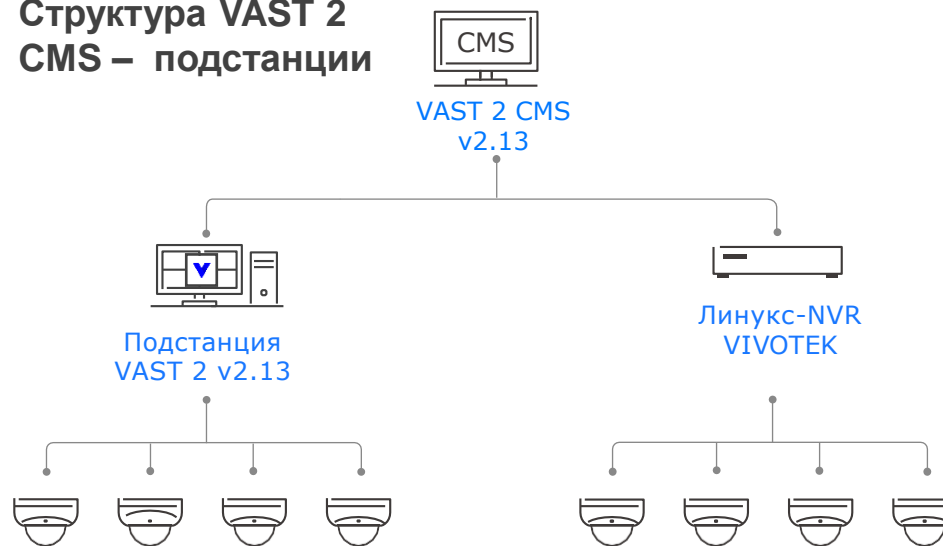 Структура VAST 2
CMS – подстанции
CMS
VAST 2 CMS
v2.13
Подстанция
VAST 2 v2.13
Линукс-NVR
VIVOTEK